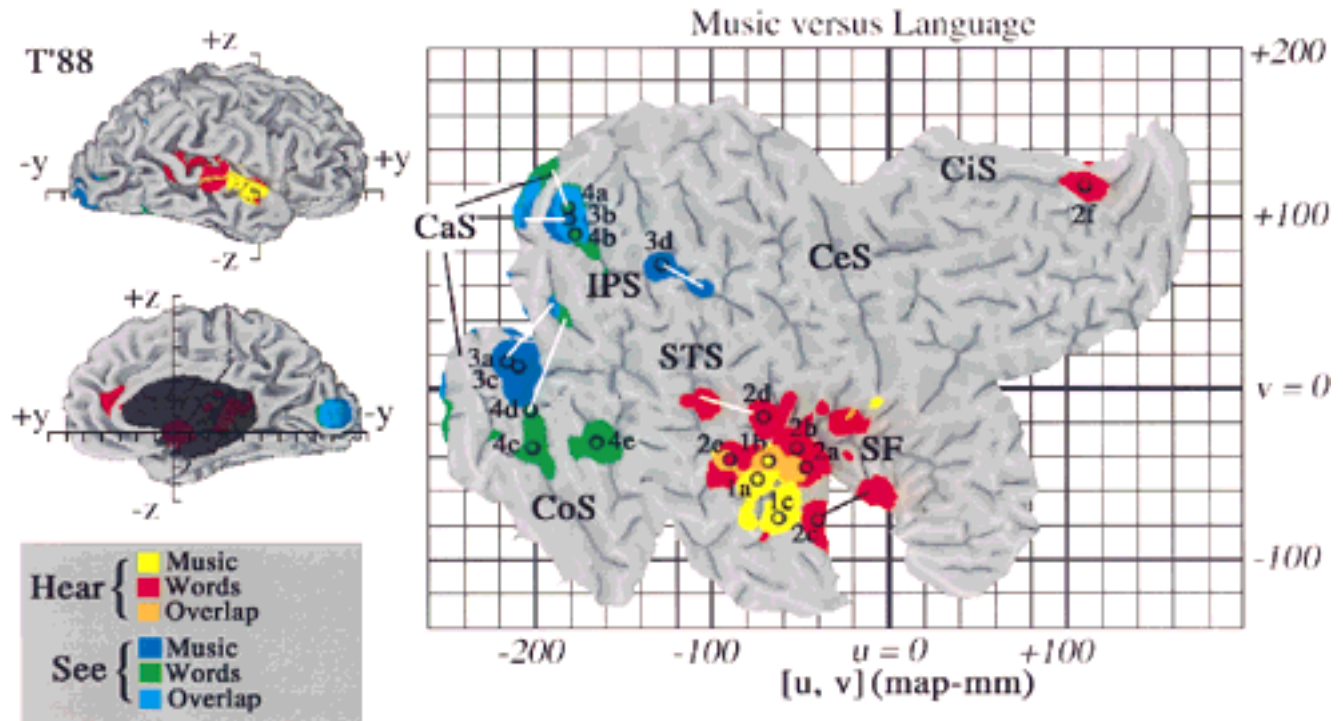 Music versus Language
T'88
+z
-y
+y
-z
+z
+y
-y
-z
Hear { Music
Words
Overlap
See { Music
Words
Overlap
+200
CiS
2f
4a
3b
+100
CaS
4b
3d
CeS
IPS
3a
STS
3c
v = 0
4d
2d
2b
4c
4e
2e
1b
2a
SF
1a
CoS
1c
2c
-100
-200
-100
u = 0
+100
[u, v] (map-mm)